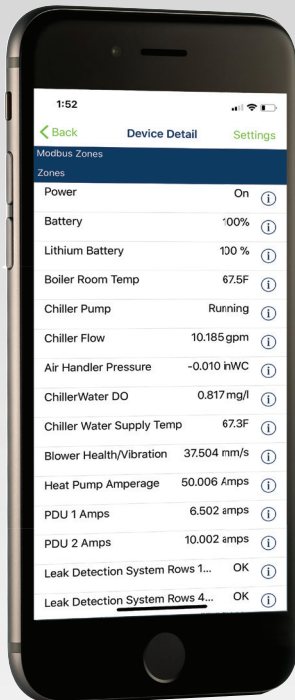 1:52
Back Device Detail Settings
Modbus Zones
Zones
Power On
Battery 100%
Lithium Battery 100 %
Boiler Room Temp 67.5F
Chiller Pump Running
Chiller Flow 10.185 gpm
Air Handler Pressure -0.010 inWC
ChillerWater DO 0.817 mg/l
Chiller Water Supply Temp 67.3F
Blower Health/Vibration 37.504 mm/s
Heat Pump Amperage 50.006 Amps
PDU 1 Amps 6.502 amps
PDU 2 Amps 10.002 amps
Leak Detection System Rows 1... OK
Leak Detection System Rows 4... OK